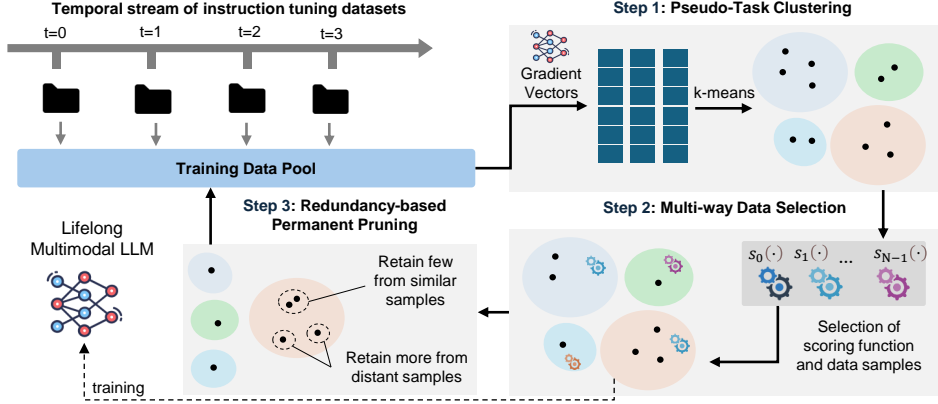 Temporal stream of instruction tuning datasets
t=0
t=1
t=2
t=3
Training Data Pool
Step 1: Pseudo-Task Clustering
Gradient
Vectors
k-means
Step 2: Multi-way Data Selection
s₀(·)
s₁(·)
...
s_N−1(·)
Selection of
scoring function
and data samples
Step 3: Redundancy-based
Permanent Pruning
Retain few
from similar
samples
Retain more from
distant samples
Lifelong
Multimodal LLM
training